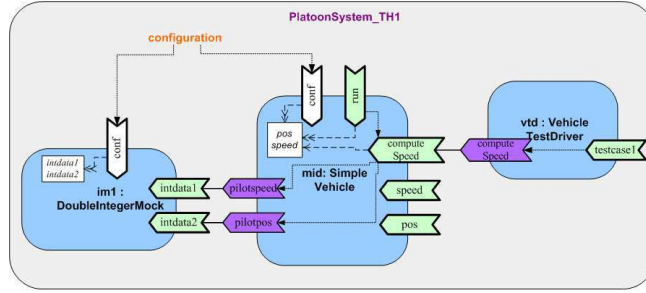 PlatoonSystem_TH1
configuration
conf
run
vtd : Vehicle
TestDriver
pos
speed
compute
Speed
compute
Speed
testcase1
conf
intdata1
intdata2
im1 :
DoubleIntegerMock
intdata1
pilotspeed
mid: Simple
Vehicle
speed
intdata2
pilotpos
pos